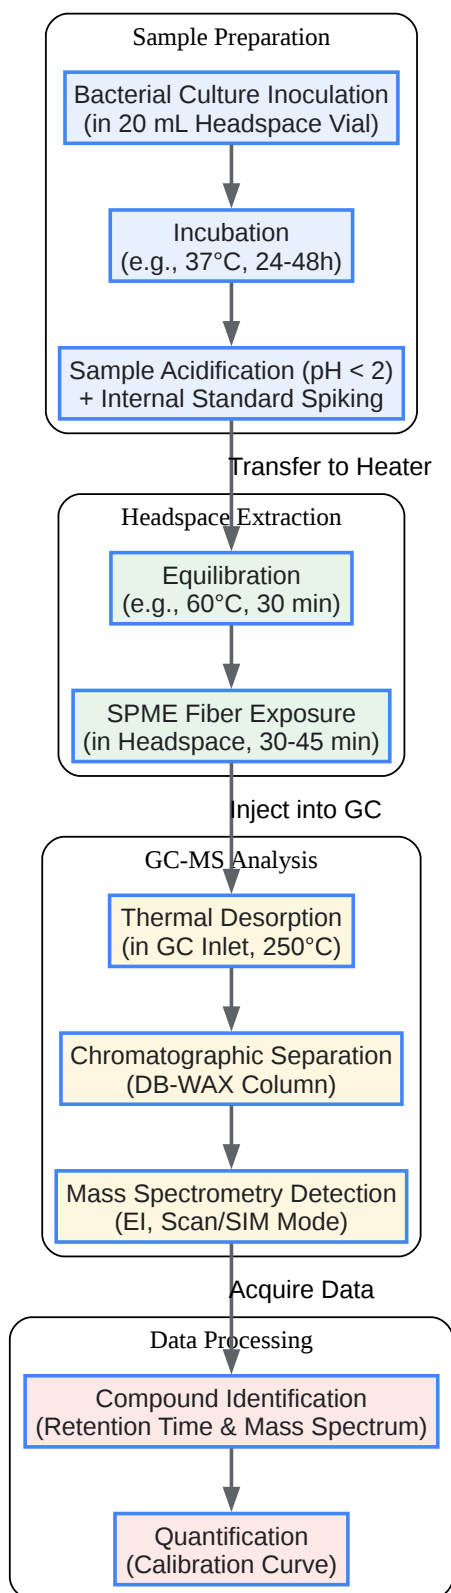 Sample Preparation
Bacterial Culture Inoculation
(in 20 mL Headspace Vial)
Incubation
(e.g., 37°C, 24-48h)
Sample Acidification (pH < 2)
+ Internal Standard Spiking
Transfer to Heater
Headspace Extraction
Equilibration
(e.g., 60°C, 30 min)
SPME Fiber Exposure
(in Headspace, 30-45 min)
Inject into GC
GC-MS Analysis
Thermal Desorption
(in GC Inlet, 250°C)
Chromatographic Separation
(DB-WAX Column)
Mass Spectrometry Detection
(EI, Scan/SIM Mode)
Acquire Data
Data Processing
Compound Identification
(Retention Time & Mass Spectrum)
Quantification
(Calibration Curve)